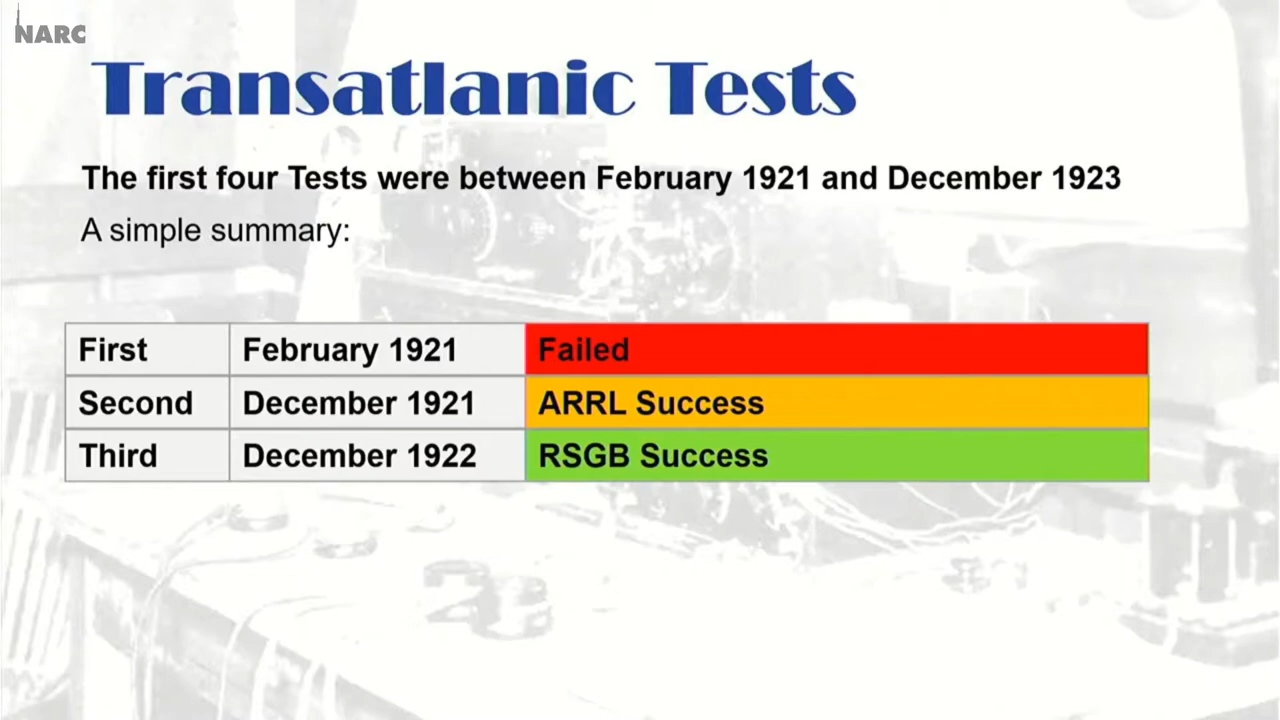 NARC
Transatlanic Tests
The first four Tests were between February 1921 and December 1923
A simple summary:
First February 1921 Failed
Second December 1921 ARRL Success
Third December 1922 RSGB Success